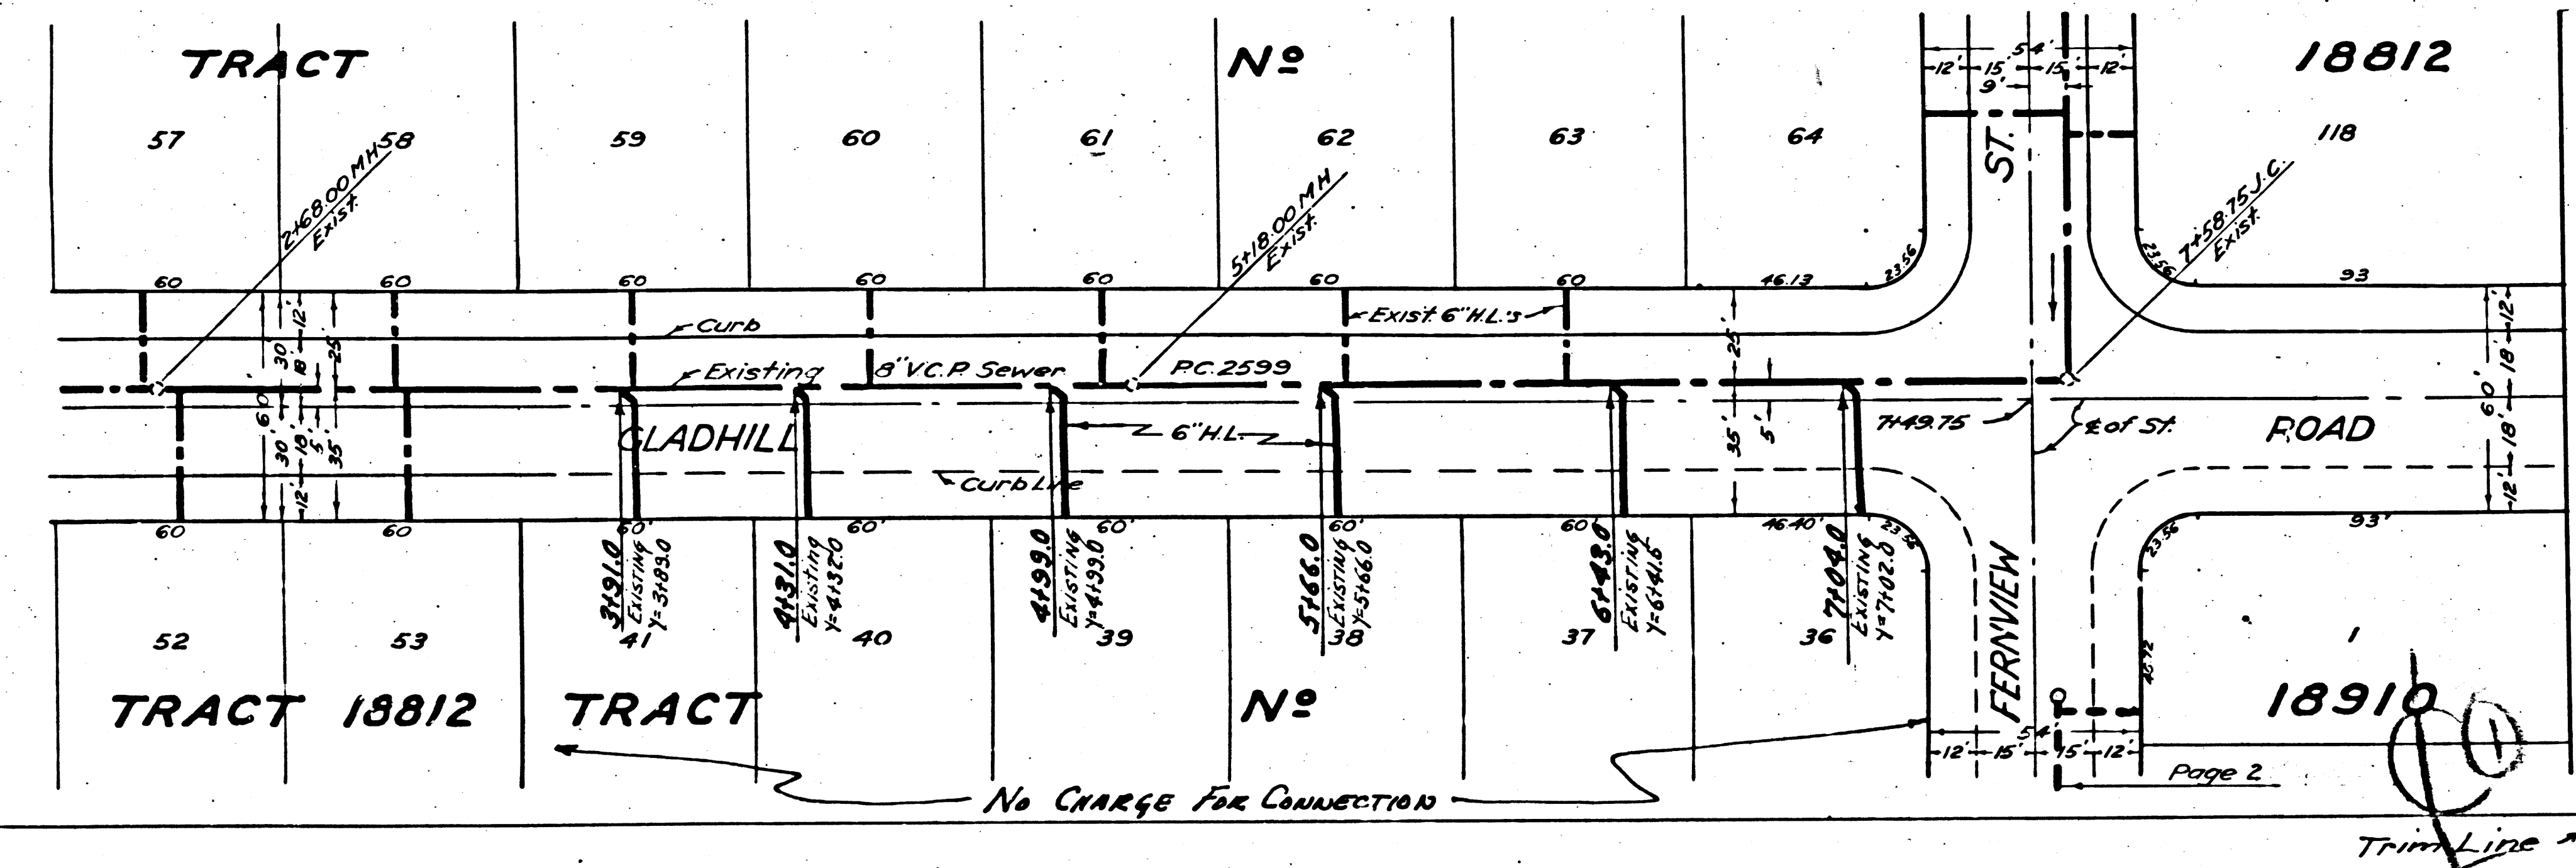 TRACT
Nº
18812
57
58
59
60
61
62
63
64
118
2+68.00 MH
Exist.
5+18.00 MH
Exist.
7+58.75 J.C.
Exist.
54'
12'
15'
15'
12'
9'
ST.
60
60
60
60
60
60
60
46.13
23.56
23.56
93
Curb
Exist. 6" H.L.'s
Existing
8" V.C.P. Sewer
P.C. 2599
12'
30'
18'
25'
60'
30'
18'
5'
35'
12'
25'
35'
5'
12'
18'
60'
18'
12'
GLADHILL
6" H.L.
7+49.75
℄ of St.
ROAD
Curb Line
60
60
60'
60'
60'
60'
60'
46.40'
23.56
23.56
93'
3+91.0
EXISTING
Y=3+89.0
4+31.0
Existing
Y=4+32.0
4+99.0
EXISTING
Y=4+99.0
5+66.0
EXISTING
Y=5+66.0
6+43.0
EXISTING
Y=6+41.5
7+04.0
EXISTING
Y=7+02.0
52
53
41
40
39
38
37
36
1
FERNVIEW
TRACT 18812
TRACT
Nº
18910
54'
12'
15'
15'
12'
Page 2
NO CHARGE FOR CONNECTION
1
Trim Line